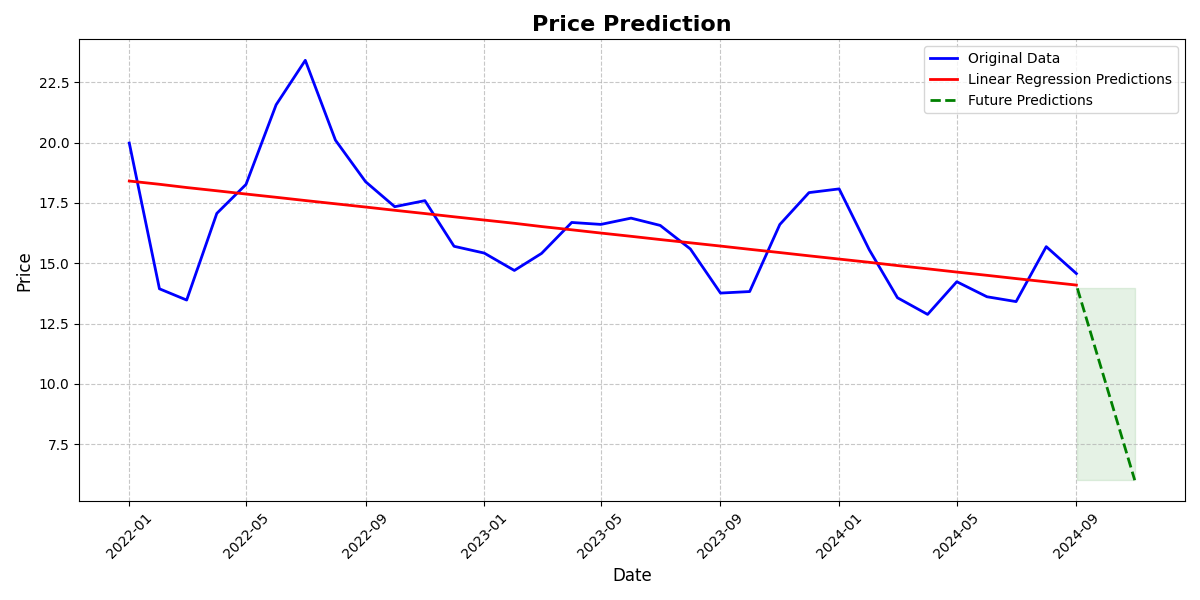 Price Prediction
Original Data
Linear Regression Predictions
Future Predictions
Price
22.5
20.0
17.5
15.0
12.5
10.0
7.5
2022-01
2022-05
2022-09
2023-01
2023-05
2023-09
2024-01
2024-05
2024-09
Date